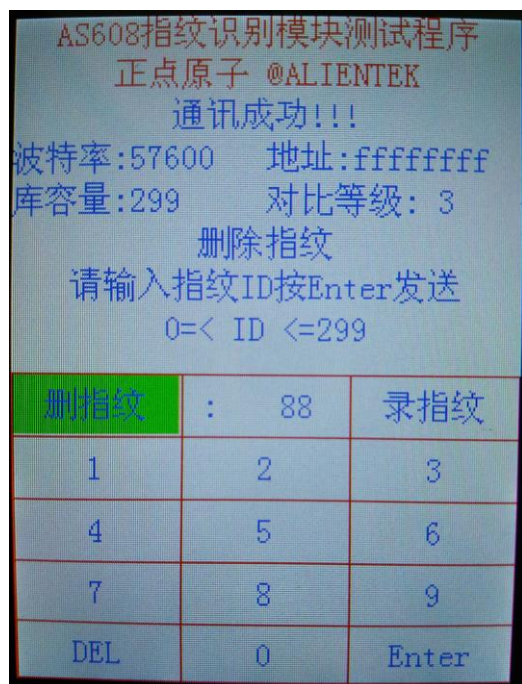 AS608指纹识别模块测试程序
正点原子 @ALIENTEK
通讯成功!!!
波特率:57600 地址:ffffffff
库容量:299 对比等级: 3
删除指纹
请输入指纹ID按Enter发送
0=< ID <=299
删指纹 : 88 录指纹
1 2 3
4 5 6
7 8 9
DEL 0 Enter